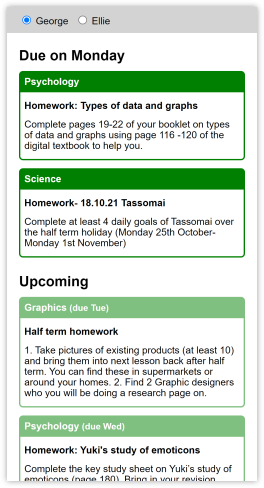 George Ellie
Due on Monday
Psychology
Homework: Types of data and graphs
Complete pages 19-22 of your booklet on types
of data and graphs using page 116 -120 of the
digital textbook to help you.
Science
Homework- 18.10.21 Tassomai
Complete at least 4 daily goals of Tassomai over
the half term holiday (Monday 25th October-
Monday 1st November)
Upcoming
Graphics (due Tue)
Half term homework
1. Take pictures of existing products (at least 10)
and bring them into next lesson back after half
term. You can find these in supermarkets or
around your homes. 2. Find 2 Graphic designers
who you will be doing a research page on.
Psychology (due Wed)
Homework: Yuki's study of emoticons
Complete the key study sheet on Yuki's study of
emoticons (page 180). Bring in your revision